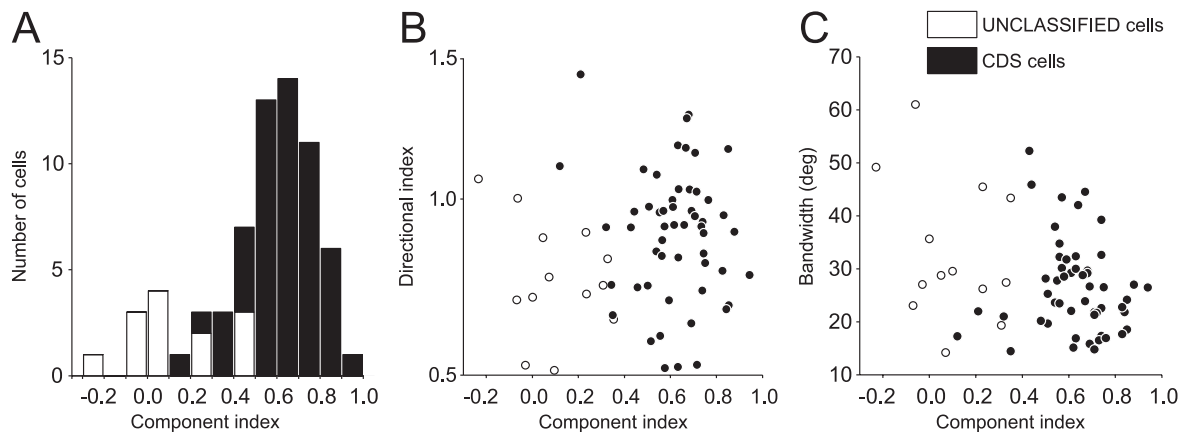 A
B
C
UNCLASSIFIED cells
CDS cells
15
10
5
0
Number of cells
-0.2 0.0 0.2 0.4 0.6 0.8 1.0
Component index
1.5
1.0
0.5
Directional index
-0.2 0.0 0.2 0.4 0.6 0.8 1.0
Component index
70
60
50
40
30
20
10
Bandwidth (deg)
-0.2 0.0 0.2 0.4 0.6 0.8 1.0
Component index